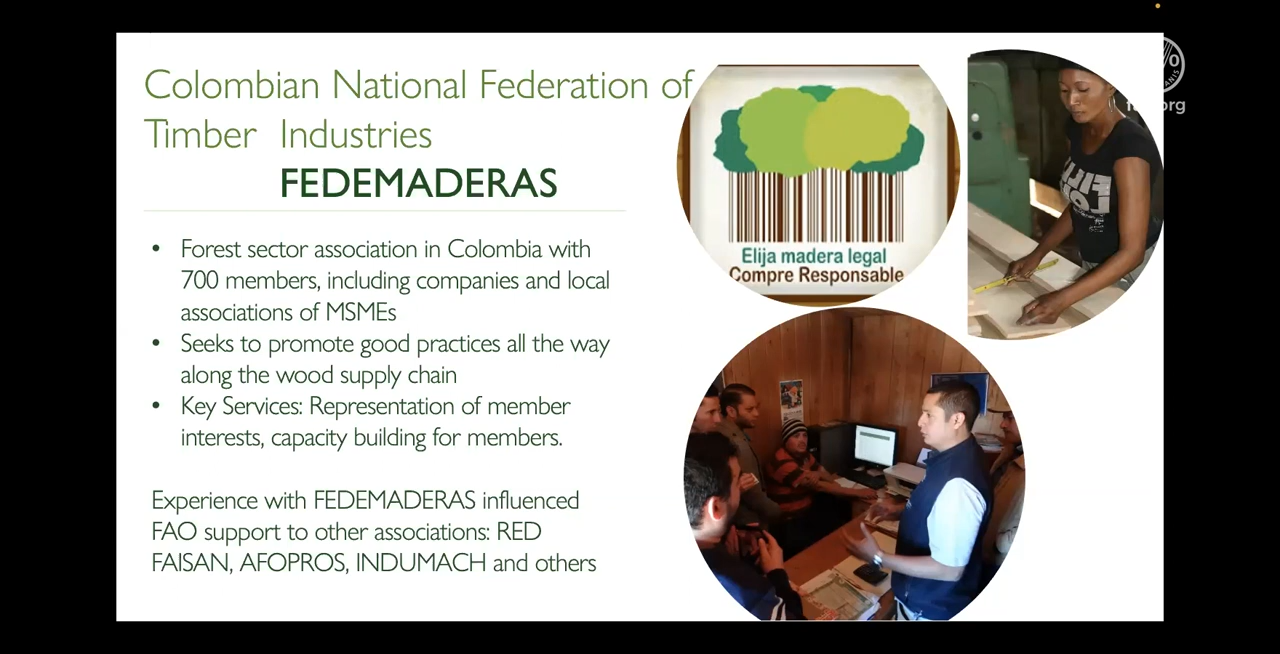 Colombian National Federation of
Timber Industries
FEDEMADERAS
• Forest sector association in Colombia with
700 members, including companies and local
associations of MSMEs
• Seeks to promote good practices all the way
along the wood supply chain
• Key Services: Representation of member
interests, capacity building for members.
Experience with FEDEMADERAS influenced
FAO support to other associations: RED
FAISAN, AFOPROS, INDUMACH and others
Elija madera legal
Compre Responsable